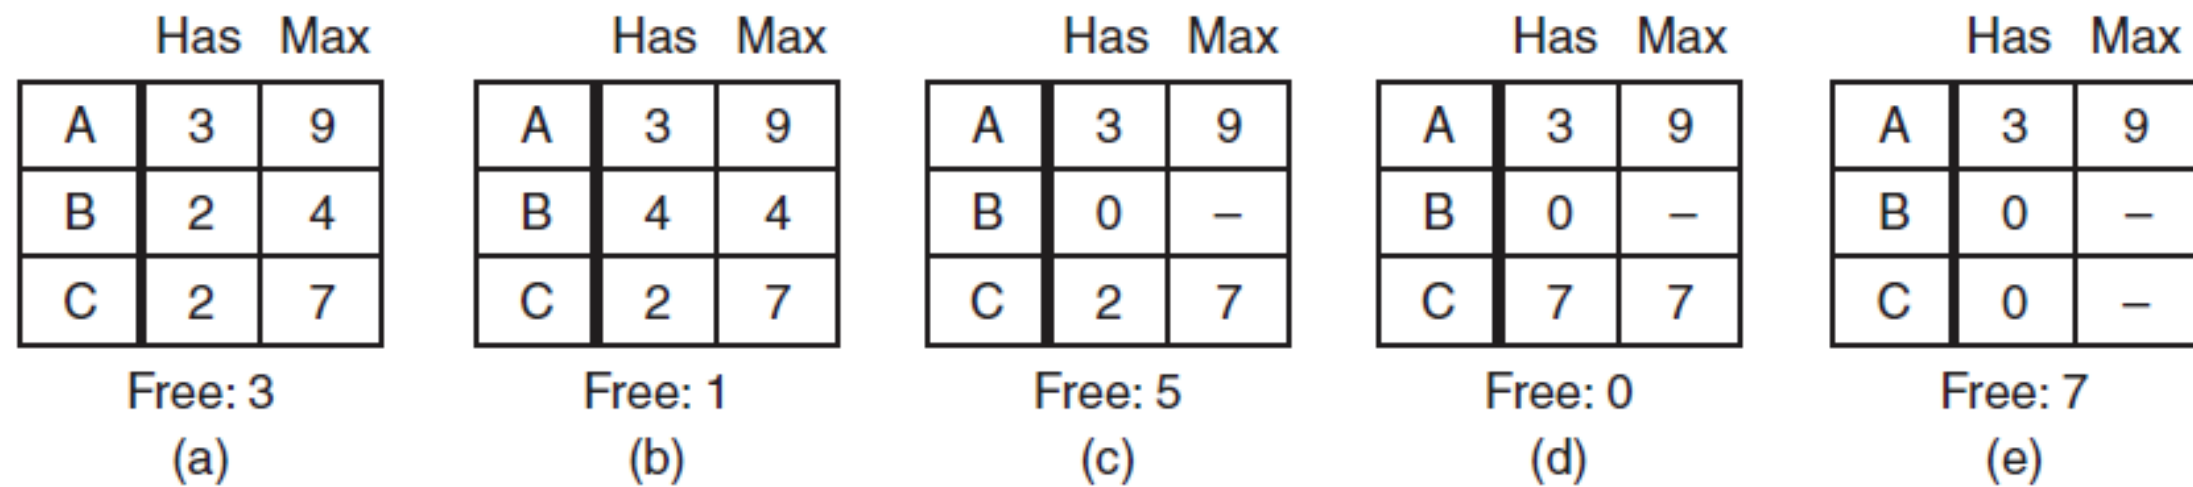 Has Max Has Max Has Max Has Max Has Max
A 3 9 A 3 9 A 3 9 A 3 9 A 3 9
B 2 4 B 4 4 B 0 – B 0 – B 0 –
C 2 7 C 2 7 C 2 7 C 7 7 C 0 –
Free: 3 Free: 1 Free: 5 Free: 0 Free: 7
(a) (b) (c) (d) (e)